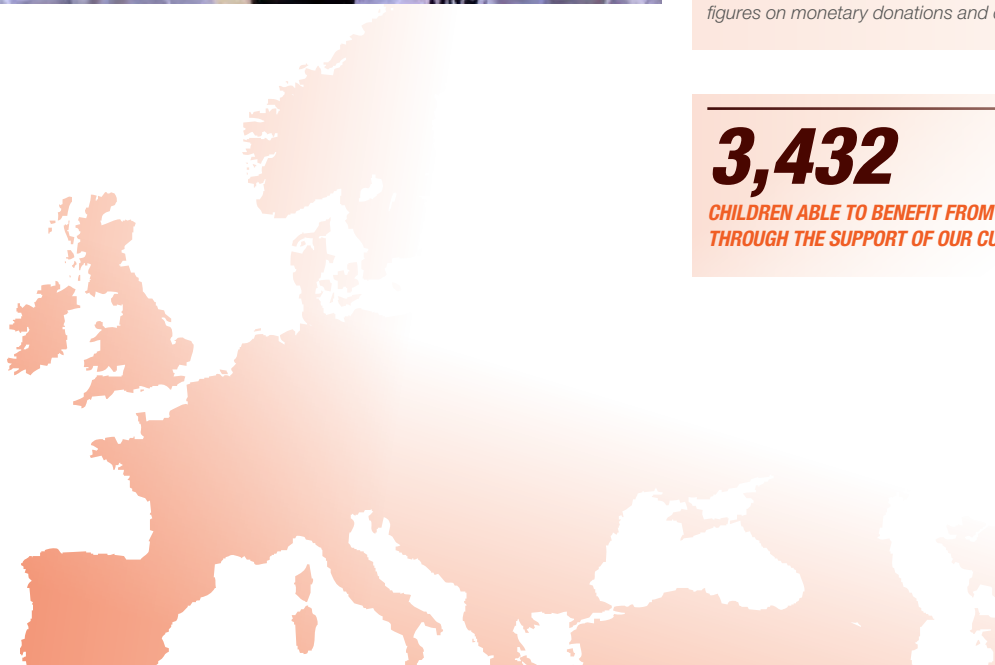 figures on monetary donations and
3,432
CHILDREN ABLE TO BENEFIT FROM
THROUGH THE SUPPORT OF OUR